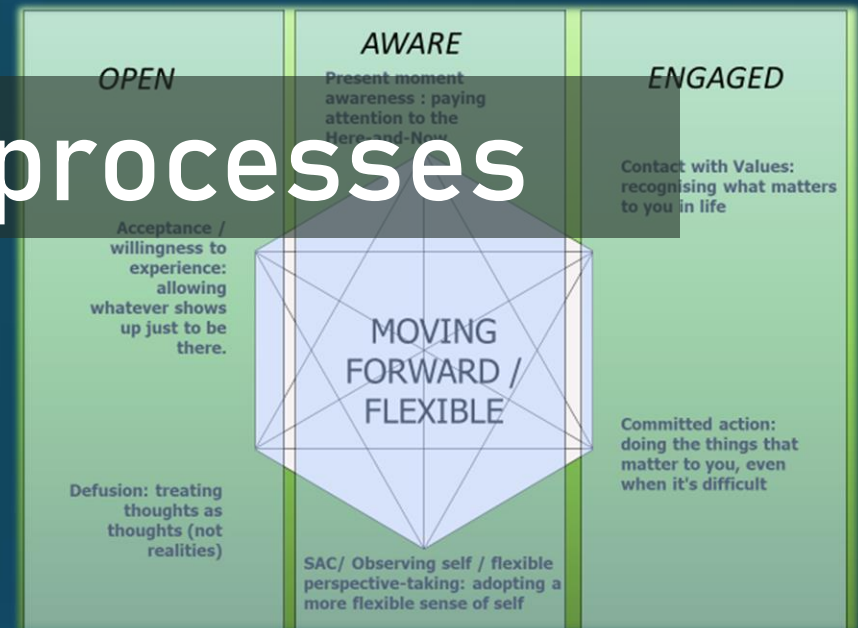 OPEN
AWARE
ENGAGED
processes
Present moment
awareness : paying
attention to the
Here-and-Now
Contact with Values:
recognising what matters
to you in life
Acceptance /
willingness to
experience:
allowing
whatever shows
up just to be
there.
MOVING
FORWARD /
FLEXIBLE
Committed action:
doing the things that
matter to you, even
when it's difficult
Defusion: treating
thoughts as
thoughts (not
realities)
SAC/ Observing self / flexible
perspective-taking: adopting a
more flexible sense of self